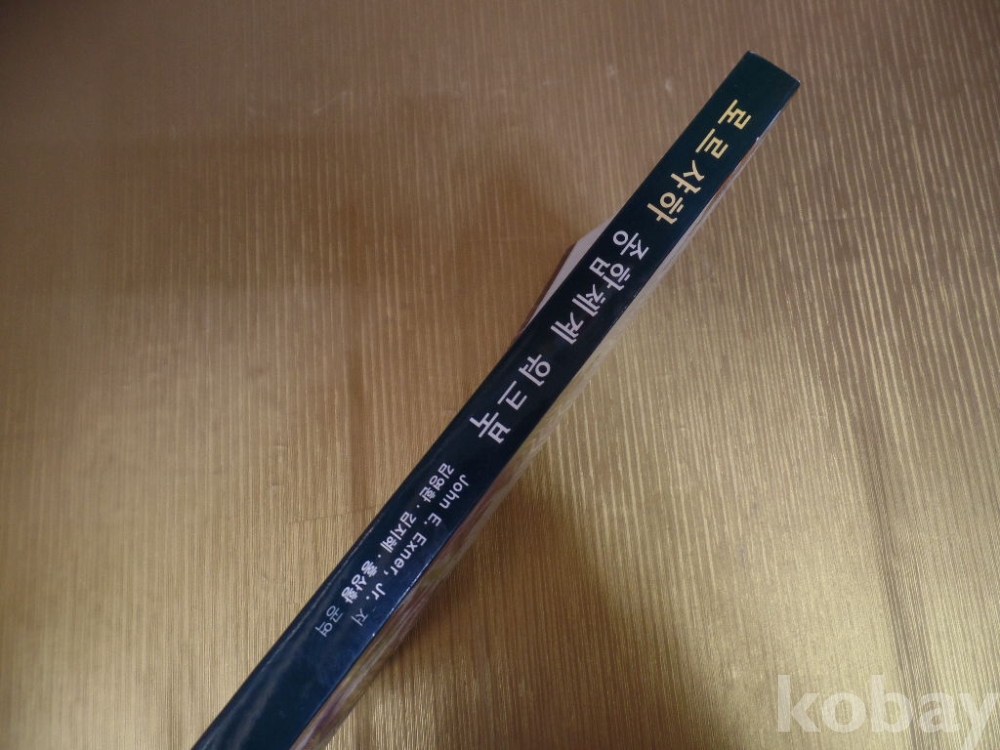 로르샤하 종합체계 워크북
John E. Exner, Jr. 저
김영환·김지혜·홍상황 공역
kobay